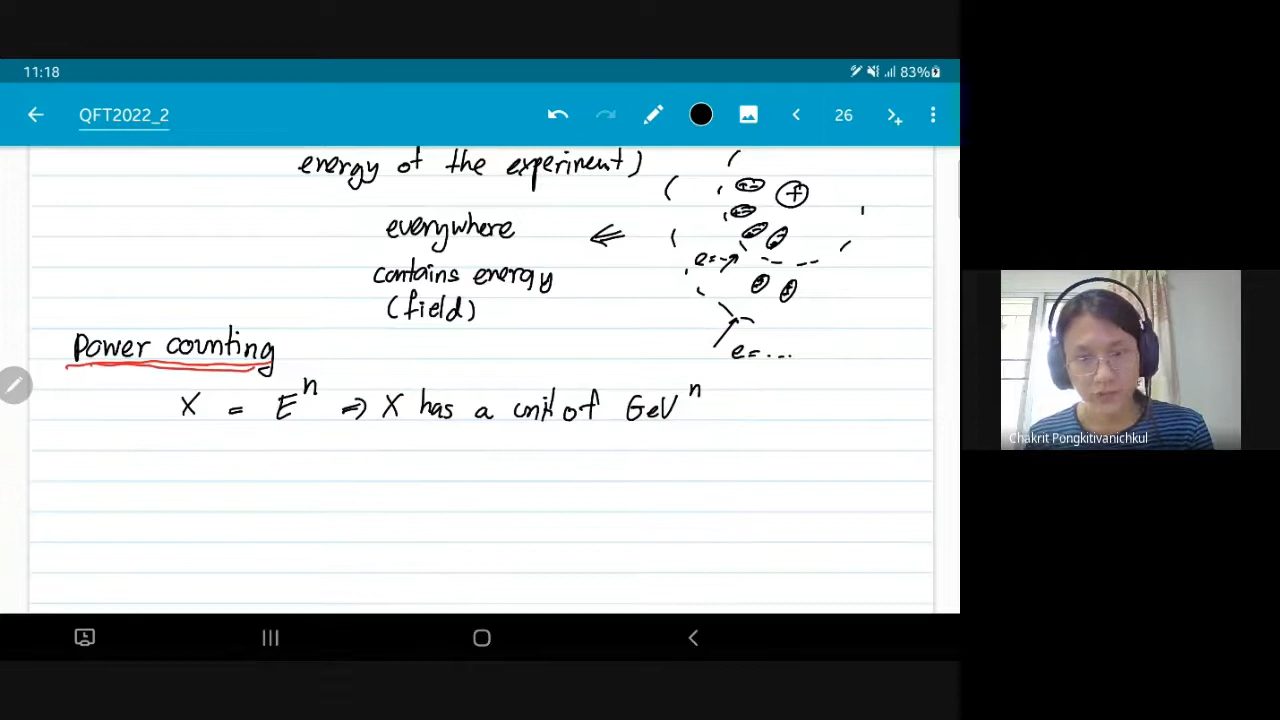 11:18
83%
QFT2022_2
26
energy of the experiment)
everywhere
contains energy
(field)
+
e=--
e= ...
Power counting
X = E^n => X has a unit of GeV^n
Chakrit Pongkitivanichkul